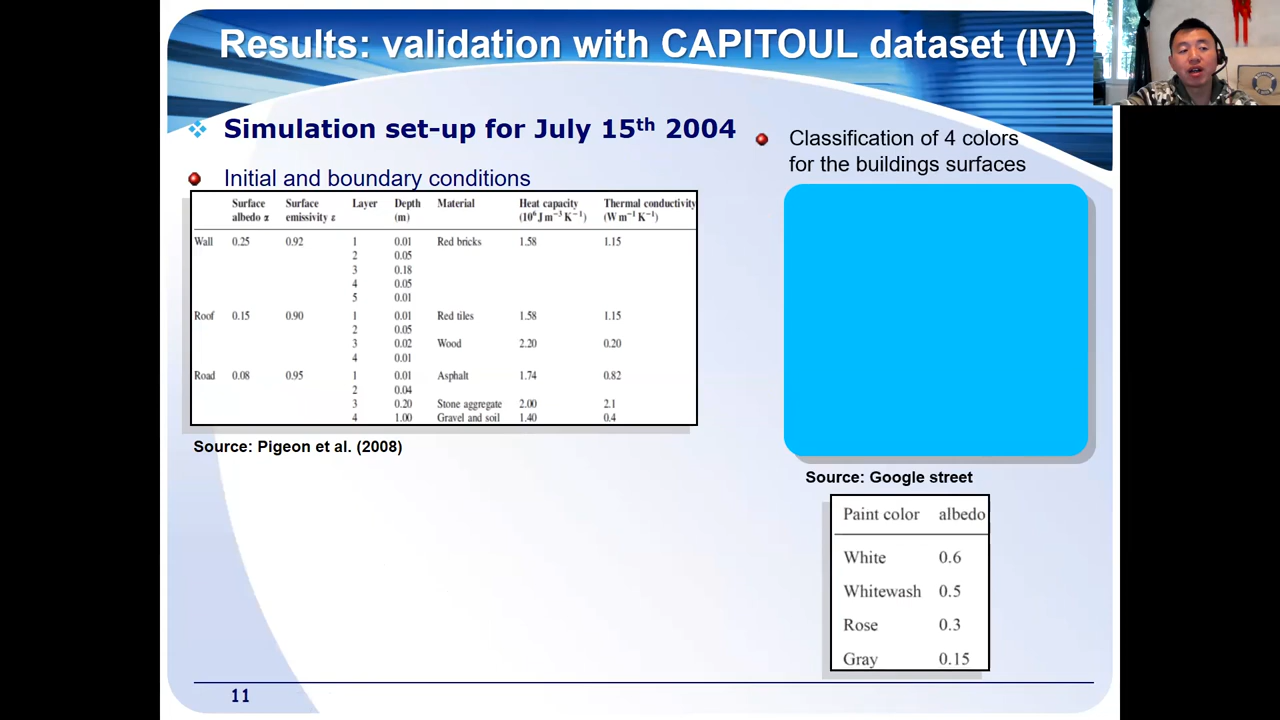 Results: validation with CAPITOUL dataset (IV)
Simulation set-up for July 15th 2004
Initial and boundary conditions
Surface albedo α Surface emissivity ε Layer Depth (m) Material Heat capacity (10⁶ J m⁻³ K⁻¹) Thermal conductivity (W m⁻¹ K⁻¹)
Wall 0.25 0.92 1 0.01 Red bricks 1.58 1.15
2 0.05
3 0.18
4 0.05
5 0.01
Roof 0.15 0.90 1 0.01 Red tiles 1.58 1.15
2 0.05
3 0.02 Wood 2.20 0.20
4 0.01
Road 0.08 0.95 1 0.01 Asphalt 1.74 0.82
2 0.04
3 0.20 Stone aggregate 2.00 2.1
4 1.00 Gravel and soil 1.40 0.4
Source: Pigeon et al. (2008)
Classification of 4 colors
for the buildings surfaces
Source: Google street
Paint color albedo
White 0.6
Whitewash 0.5
Rose 0.3
Gray 0.15
11